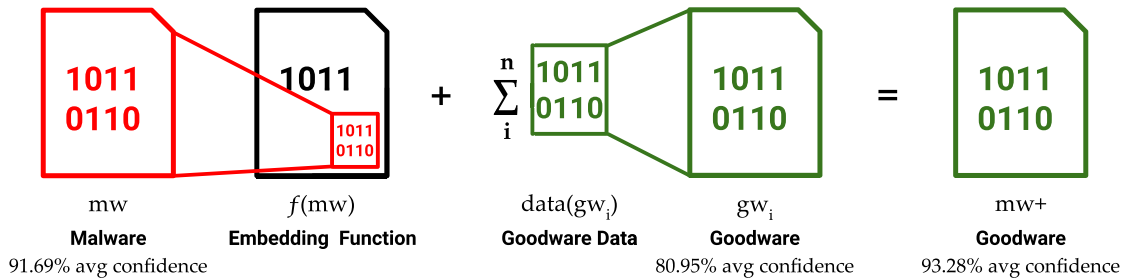 1011
0110
mw
Malware
91.69% avg confidence
1011
1011
0110
f(mw)
Embedding Function
+
n
∑
i
1011
0110
data(gwi)
Goodware Data
1011
0110
gwi
Goodware
80.95% avg confidence
=
1011
0110
mw+
Goodware
93.28% avg confidence